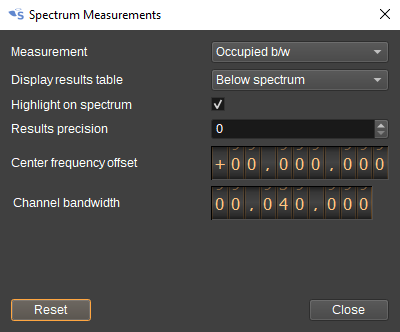 Spectrum Measurements
Measurement Occupied b/w
Display results table Below spectrum
Highlight on spectrum
Results precision 0
Center frequency offset +00,000,000
Channel bandwidth 00,040,000
Reset Close